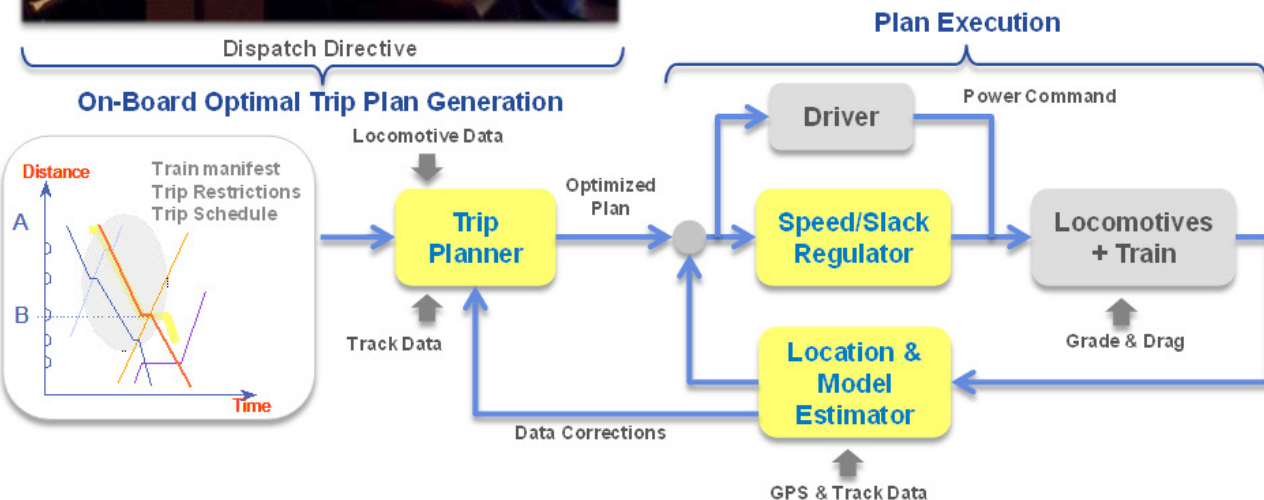 Dispatch Directive
On-Board Optimal Trip Plan Generation
Plan Execution
Distance
A
B
Time
Train manifest
Trip Restrictions
Trip Schedule
Locomotive Data
Trip
Planner
Track Data
Optimized
Plan
Driver
Power Command
Speed/Slack
Regulator
Locomotives
+ Train
Grade & Drag
Location &
Model
Estimator
Data Corrections
GPS & Track Data